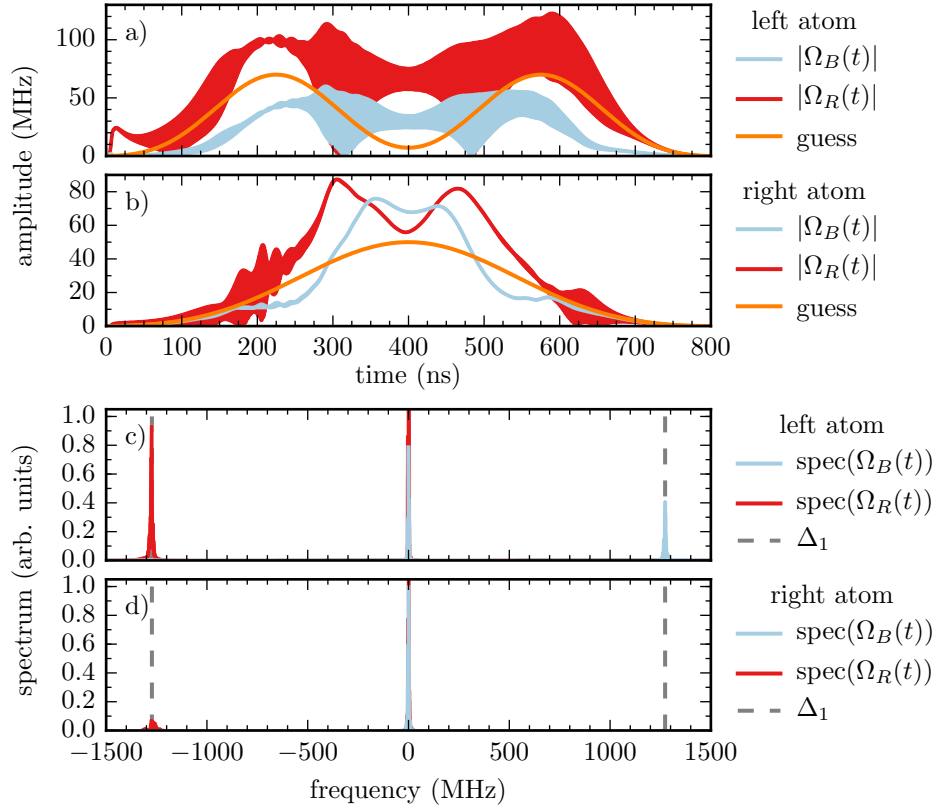 a)
100
50
0
left atom
|Ω_B(t)|
|Ω_R(t)|
guess
amplitude (MHz)
b)
80
60
40
20
0
right atom
|Ω_B(t)|
|Ω_R(t)|
guess
0 100 200 300 400 500 600 700 800
time (ns)
c)
1.0
0.8
0.6
0.4
0.2
0.0
left atom
spec(Ω_B(t))
spec(Ω_R(t))
Δ_1
spectrum (arb. units)
d)
1.0
0.8
0.6
0.4
0.2
0.0
right atom
spec(Ω_B(t))
spec(Ω_R(t))
Δ_1
−1500 −1000 −500 0 500 1000 1500
frequency (MHz)